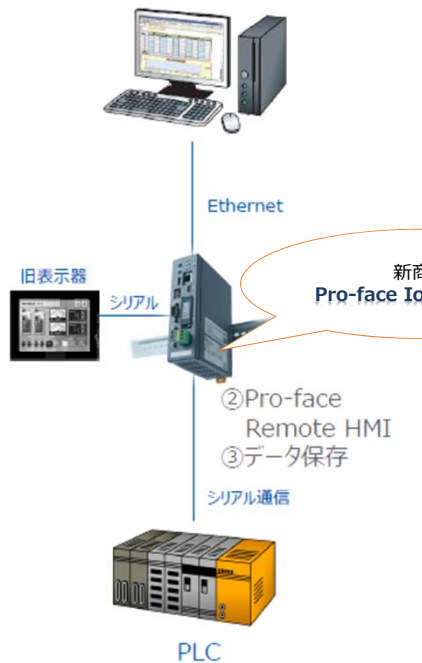 Ethernet
旧表示器
シリアル
新商
Pro-face Io
②Pro-face
Remote HMI
③データ保存
シリアル通信
PLC